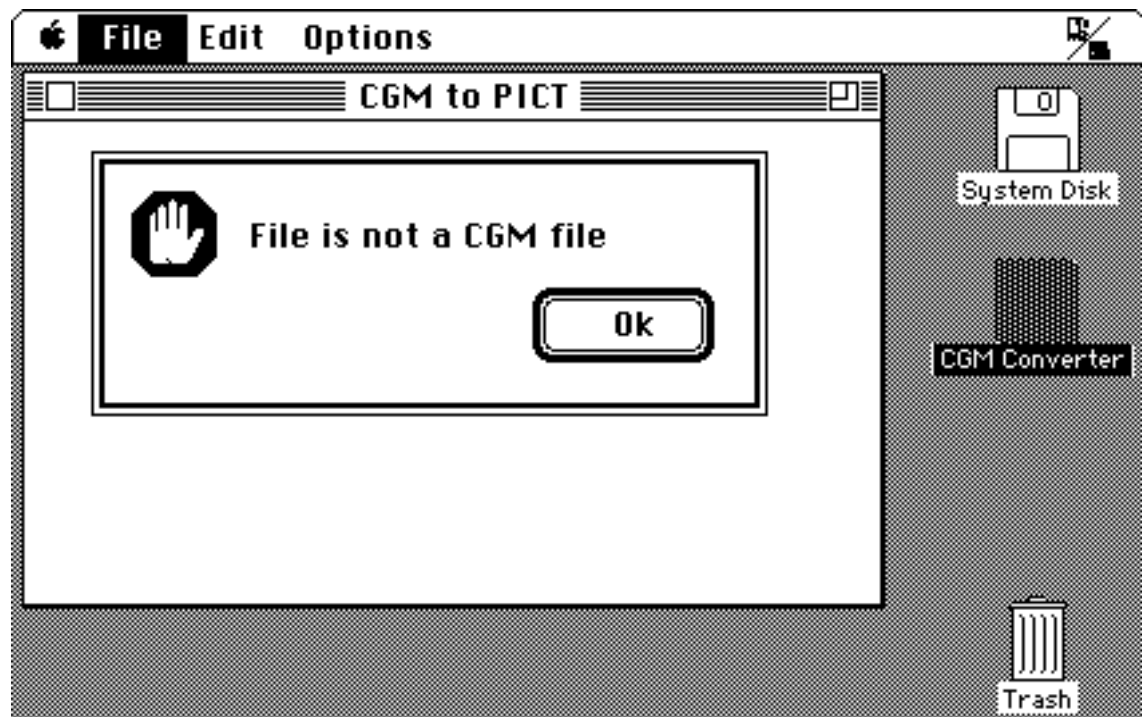 File Edit Options
CGM to PICT
File is not a CGM file
Ok
System Disk
CGM Converter
Trash